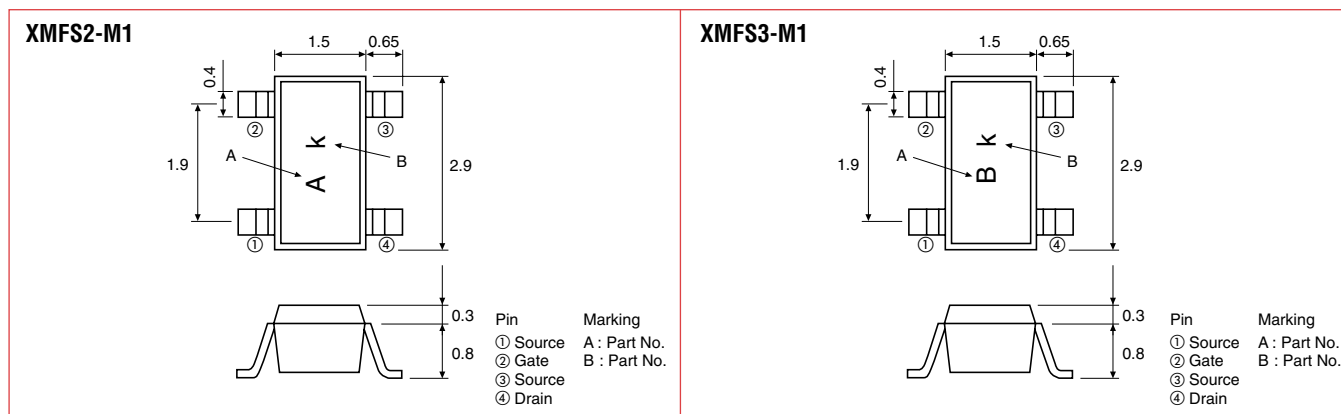 XMFS2-M1
1.5 0.65
0.4
② ③
1.9
A k B
A
2.9
① ④
0.3
0.8
Pin Marking
① Source A : Part No.
② Gate B : Part No.
③ Source
④ Drain
XMFS3-M1
1.5 0.65
0.4
② ③
1.9
A k B
B
2.9
① ④
0.3
0.8
Pin Marking
① Source A : Part No.
② Gate B : Part No.
③ Source
④ Drain